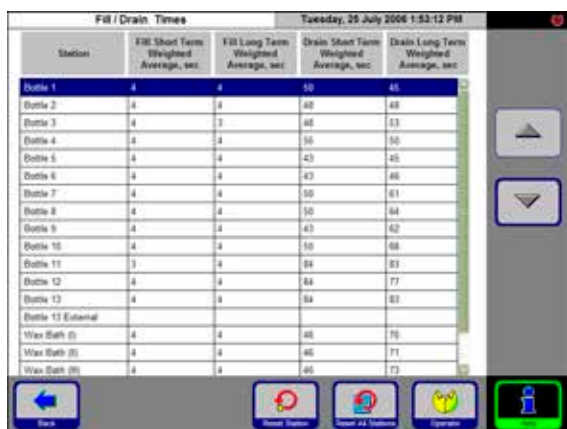 Fill / Drain Times
Tuesday, 25 July 2006 1:53:12 PM
Station
Fill Short Term Weighted Average, sec
Fill Long Term Weighted Average, sec
Drain Short Term Weighted Average, sec
Drain Long Term Weighted Average, sec
Bottle 1 4 4 50 45
Bottle 2 4 4 48 48
Bottle 3 4 3 48 53
Bottle 4 4 4 50
Bottle 5 4 4 43 45
Bottle 6 4 4 43 46
Bottle 7 4 4 50 61
Bottle 8 4 4 50 64
Bottle 9 4 4 43 62
Bottle 10 4 4 50 68
Bottle 11 3 4 84 83
Bottle 12 4 4 84 77
Bottle 13 4 4 84 83
Bottle 13 External
Wax Bath (I) 4 4 46 70
Wax Bath (II) 4 4 46 71
Wax Bath (III) 4 4 46 73
Back
Reset Station
Reset All Stations
Operator
Help